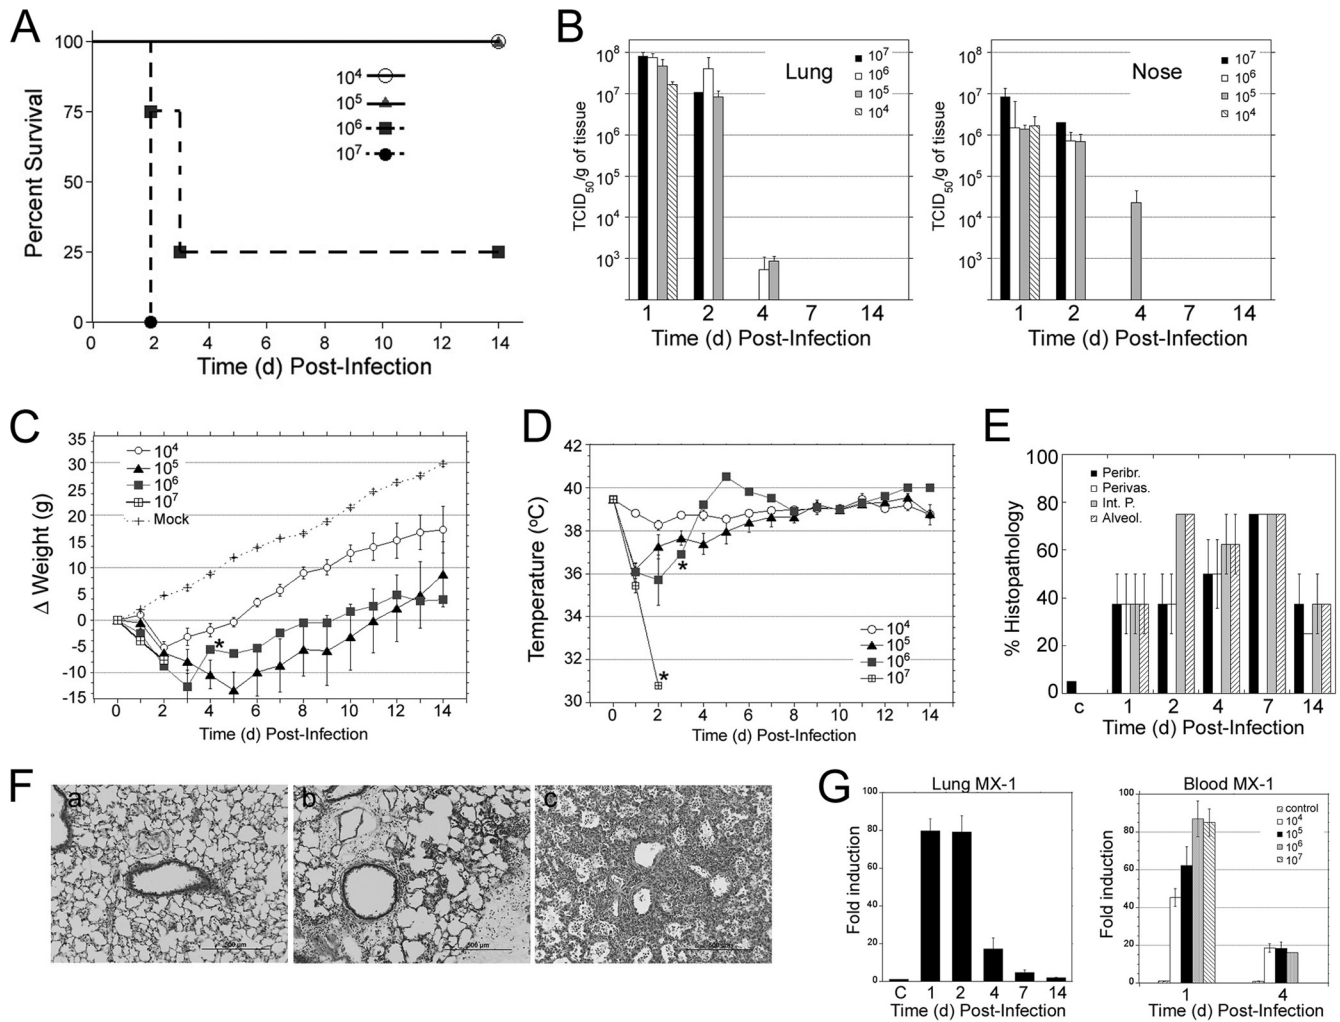 A
Percent Survival
100
75
50
25
0
10⁴
10⁵
10⁶
10⁷
0 2 4 6 8 10 12 14
Time (d) Post-Infection
B
TCID₅₀/g of tissue
10⁸
10⁷
10⁶
10⁵
10⁴
10³
Lung
10⁷
10⁶
10⁵
10⁴
1 2 4 7 14
Time (d) Post-Infection
TCID₅₀/g of tissue
10⁸
10⁷
10⁶
10⁵
10⁴
10³
Nose
10⁷
10⁶
10⁵
10⁴
1 2 4 7 14
Time (d) Post-Infection
C
Δ Weight (g)
35
30
25
20
15
10
5
0
-5
-10
-15
10⁴
10⁵
10⁶
10⁷
Mock
*
0 2 4 6 8 10 12 14
Time (d) Post-Infection
D
Temperature (ºC)
42
40
38
36
34
32
30
*
*
10⁴
10⁵
10⁶
10⁷
0 2 4 6 8 10 12 14
Time (d) Post-Infection
E
% Histopathology
100
80
60
40
20
0
Peribr.
Perivas.
Int. P.
Alveol.
c 1 2 4 7 14
Time (d) Post-Infection
F
a
500 µm
b
500 µm
c
G
Lung MX-1
Fold induction
100
80
60
40
20
0
C 1 2 4 7 14
Time (d) Post-Infection
Blood MX-1
Fold induction
100
80
60
40
20
0
control
10⁴
10⁵
10⁶
10⁷
1 4
Time (d) Post-Infection